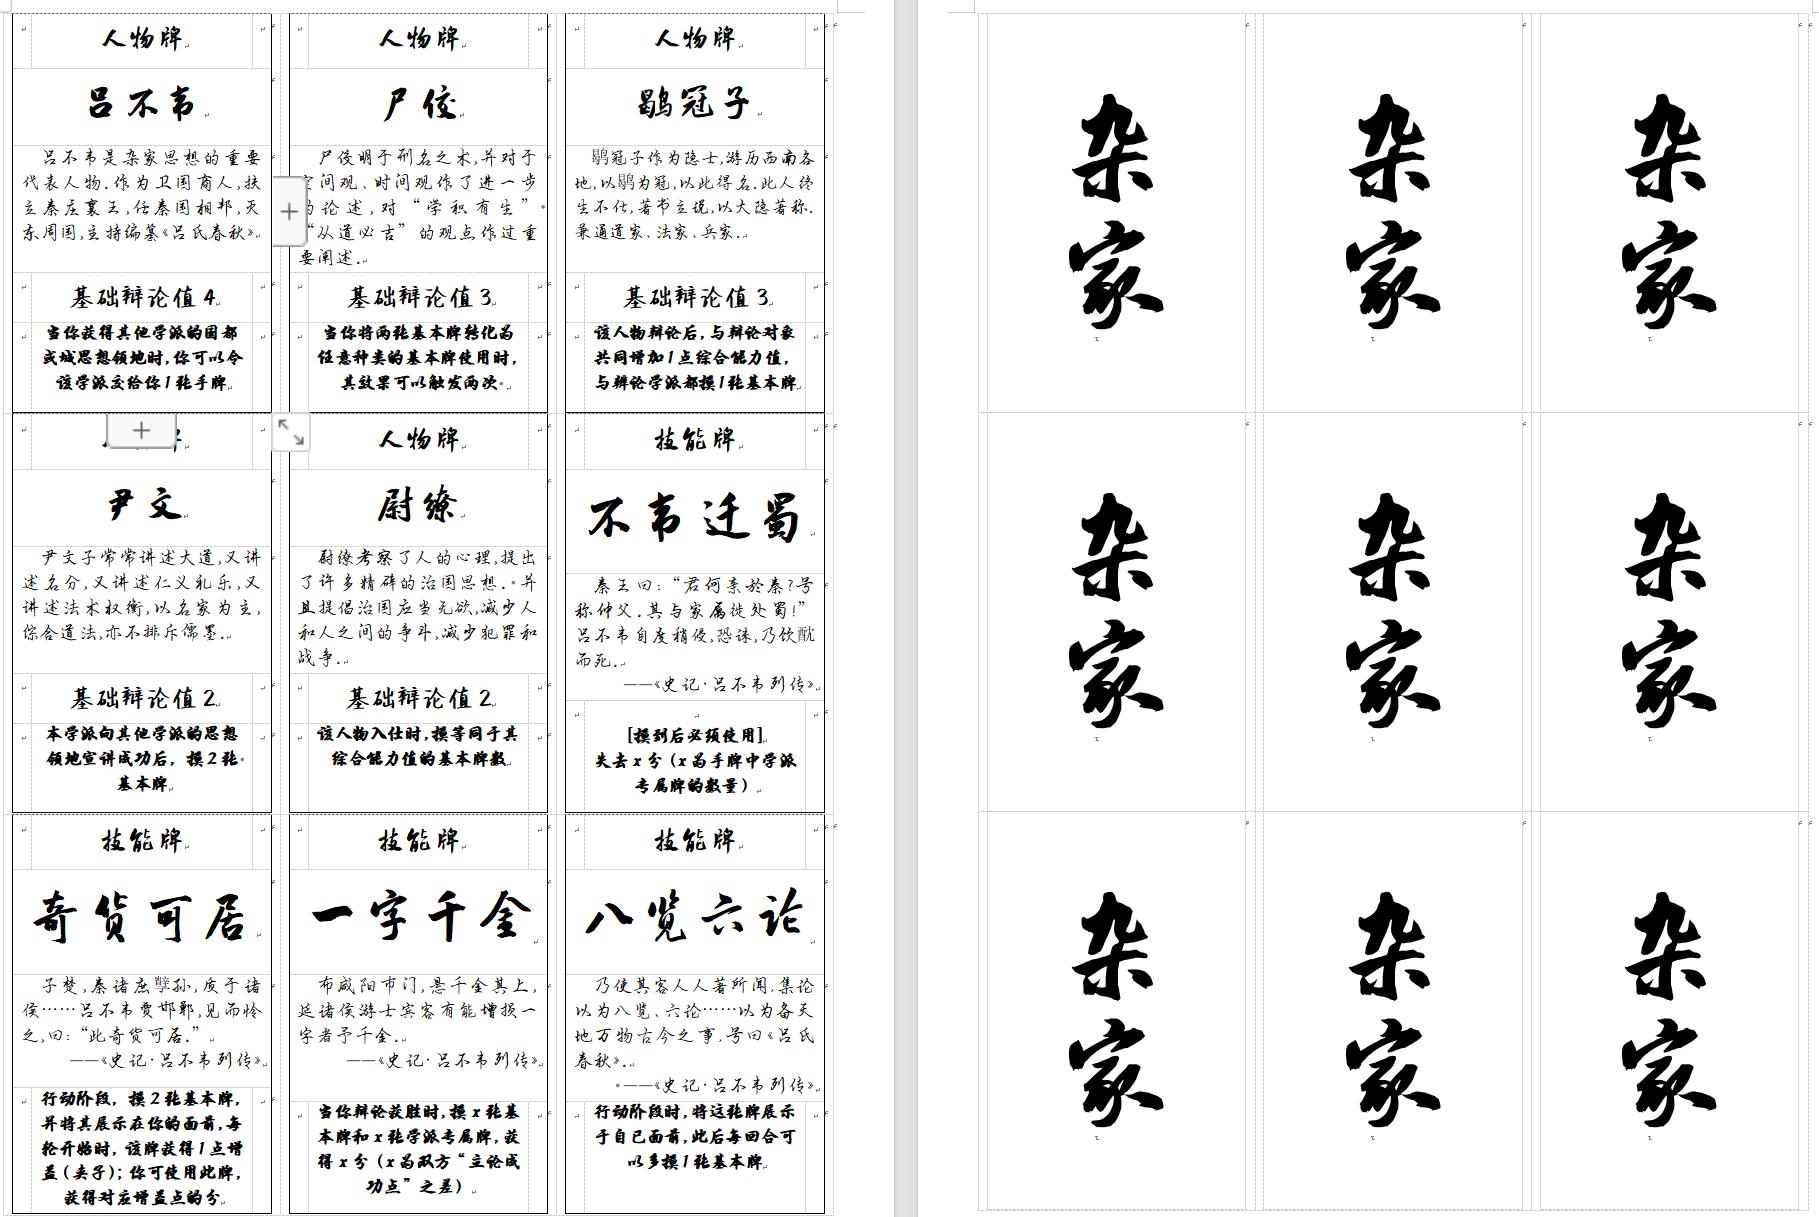 人物牌
吕不韦
吕不韦是杂家思想的重要
代表人物.作为卫国商人,扶
立秦庄襄王,任秦国相邦,灭
东周国,主持编纂《吕氏春秋》
基础辩论值4
当你获得其他学派的国都
或城思想领地时,你可以令
该学派交给你1张手牌
人物牌
尸佼
尸佼明于刑名之术,并对于
空间观、时间观作了进一步
论述,对“学积有生”
“从道必古”的观点作过重
要阐述.
基础辩论值3
当你将两张基本牌转化为
任意种类的基本牌使用时,
其效果可以触发两次
人物牌
鹖冠子
鹖冠子作为隐士,游历西南各
地,以鹖为冠,以此得名.此人终
生不仕,著书立说,以大隐著称.
兼通道家、法家、兵家.
基础辩论值3
该人物辩论后,与辩论对象
共同增加1点综合能力值,
与辩论学派都摸1张基本牌
尹文
尹文子常常讲述大道,又讲
述名分,又讲述仁义礼乐,又
讲述法术权衡,以名家为主,
综合道法,亦不排斥儒墨.
基础辩论值2
本学派向其他学派的思想
领地宣讲成功后，摸2张
基本牌
人物牌
尉缭
尉缭考察了人的心理,提出
了许多精辟的治国思想.并
且提倡治国应当无欲,减少人
和人之间的争斗,减少犯罪和
战争.
基础辩论值2
该人物入仕时,摸等同于其
综合能力值的基本牌数
技能牌
不韦迁蜀
秦王曰：“君何亲於秦?号
称仲父.其与家属徙处蜀!”
吕不韦自度稍侵,恐诛,乃饮酖
而死.
——《史记·吕不韦列传》
[摸到后必须使用]
失去x分（x为手牌中学派
专属牌的数量）
技能牌
奇货可居
子楚,秦诸庶孽孙,质于诸
侯……吕不韦贾邯郸,见而怜
之,曰：“此奇货可居.”
——《史记·吕不韦列传》
行动阶段，摸2张基本牌,
并将其展示在你的面前,每
轮开始时，该牌获得1点增
益(夹子)；你可使用此牌,
获得对应增益点的分
技能牌
一字千金
布咸阳市门,悬千金其上,
延诸侯游士宾客有能增损一
字者予千金.
——《史记·吕不韦列传》
当你辩论获胜时,摸x张基
本牌和x张学派专属牌,获
得x分（x为双方“立论成
功点”之差）
技能牌
八览六论
乃使其客人人著所闻,集论
以为八览、六论……以为备天
地万物古今之事,号曰《吕氏
春秋》.
——《史记·吕不韦列传》
行动阶段时,将这张牌展示
于自己面前,此后每回合可
以多摸1张基本牌
杂家
杂家
杂家
杂家
杂家
杂家
杂家
杂家
杂家